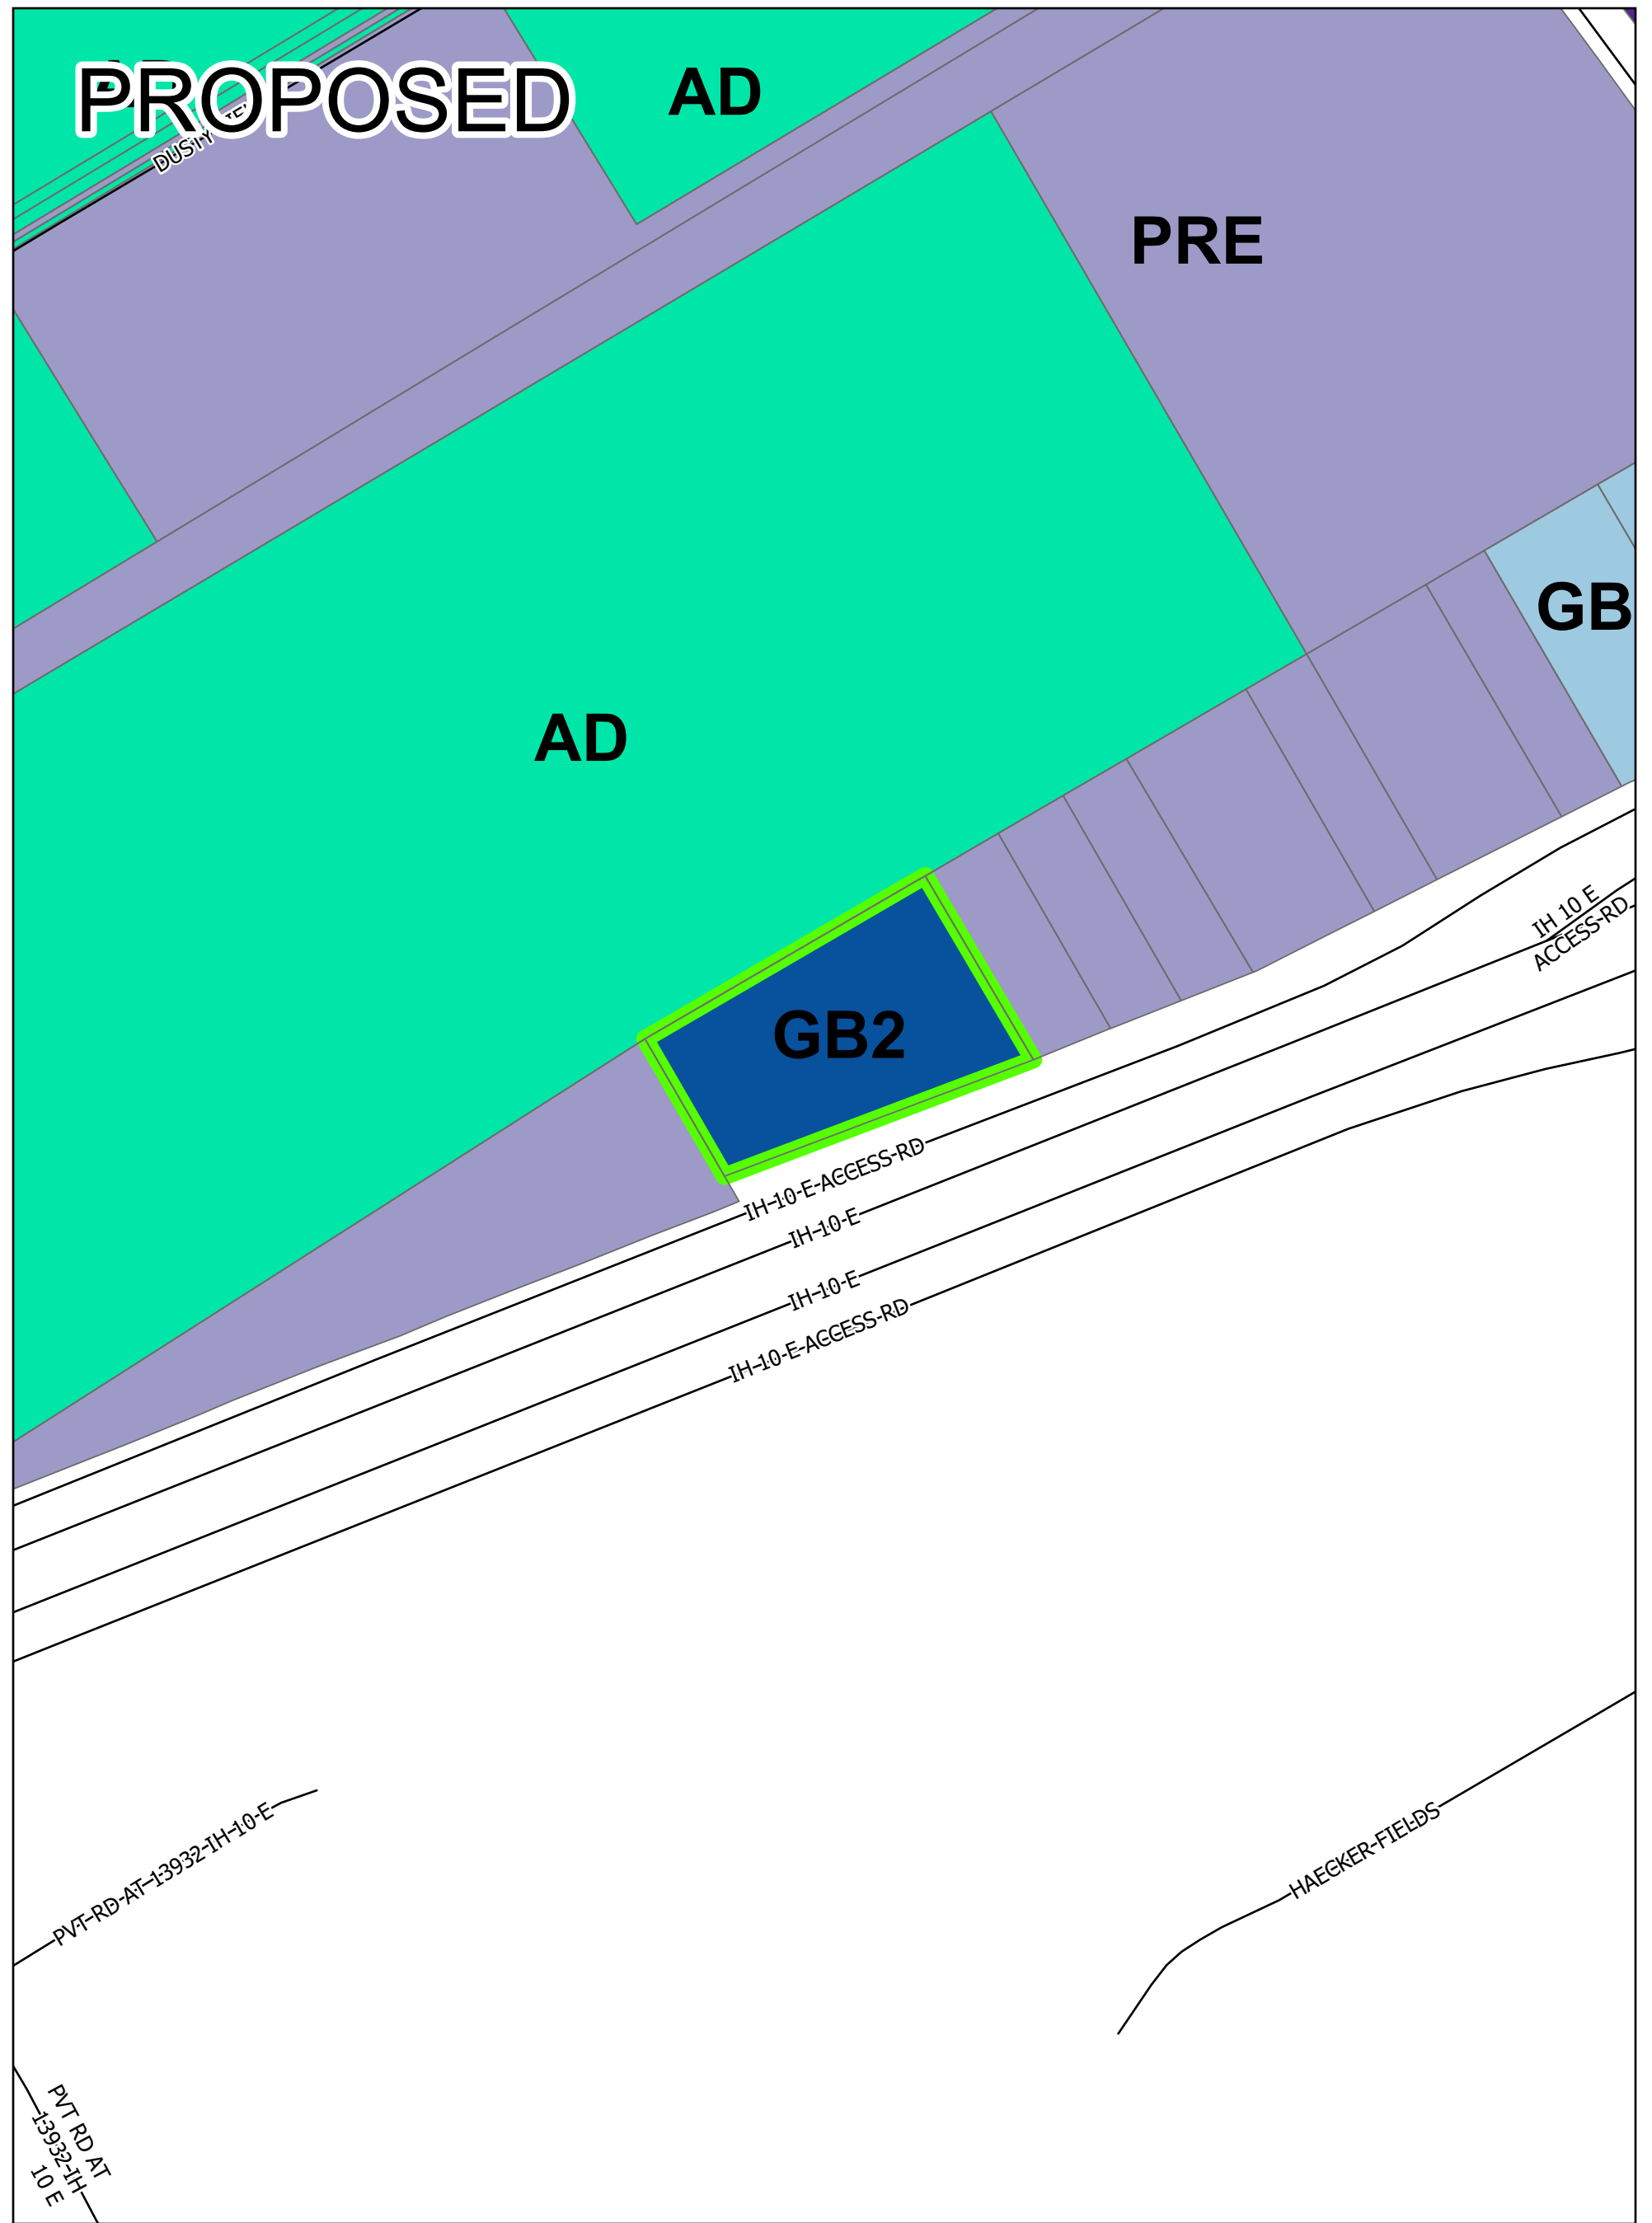 PROPOSED
AD
DUSTY
PRE
GB
AD
IH 10 E
ACCESS RD
GB2
IH 10 E ACCESS RD
IH 10 E
IH 10 E
IH 10 E ACCESS RD
PVT RD AT 13932 IH 10 E
HAECKER FIELDS
PVT RD AT
13932 IH
10 E